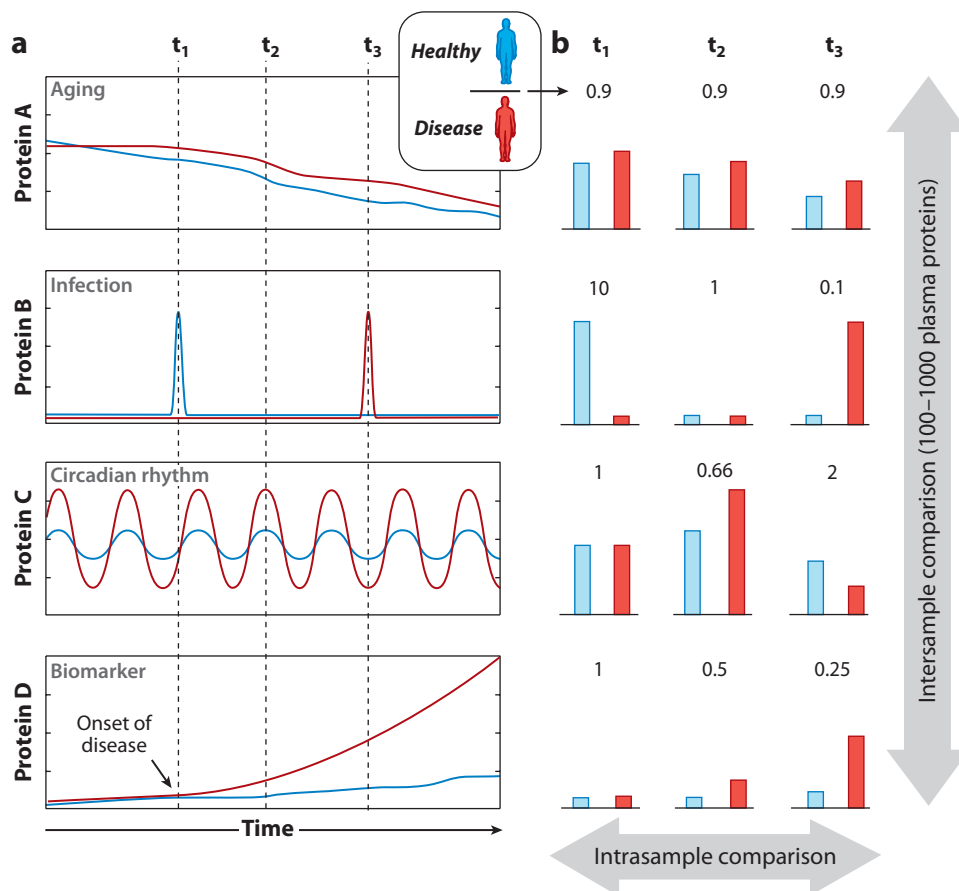 a
t1
t2
t3
Healthy
Disease
b
t1
t2
t3
Protein A
Aging
0.9
0.9
0.9
Protein B
Infection
10
1
0.1
Protein C
Circadian rhythm
1
0.66
2
Protein D
Biomarker
Onset of
disease
1
0.5
0.25
Time
Intrasample comparison
Intersample comparison (100–1000 plasma proteins)